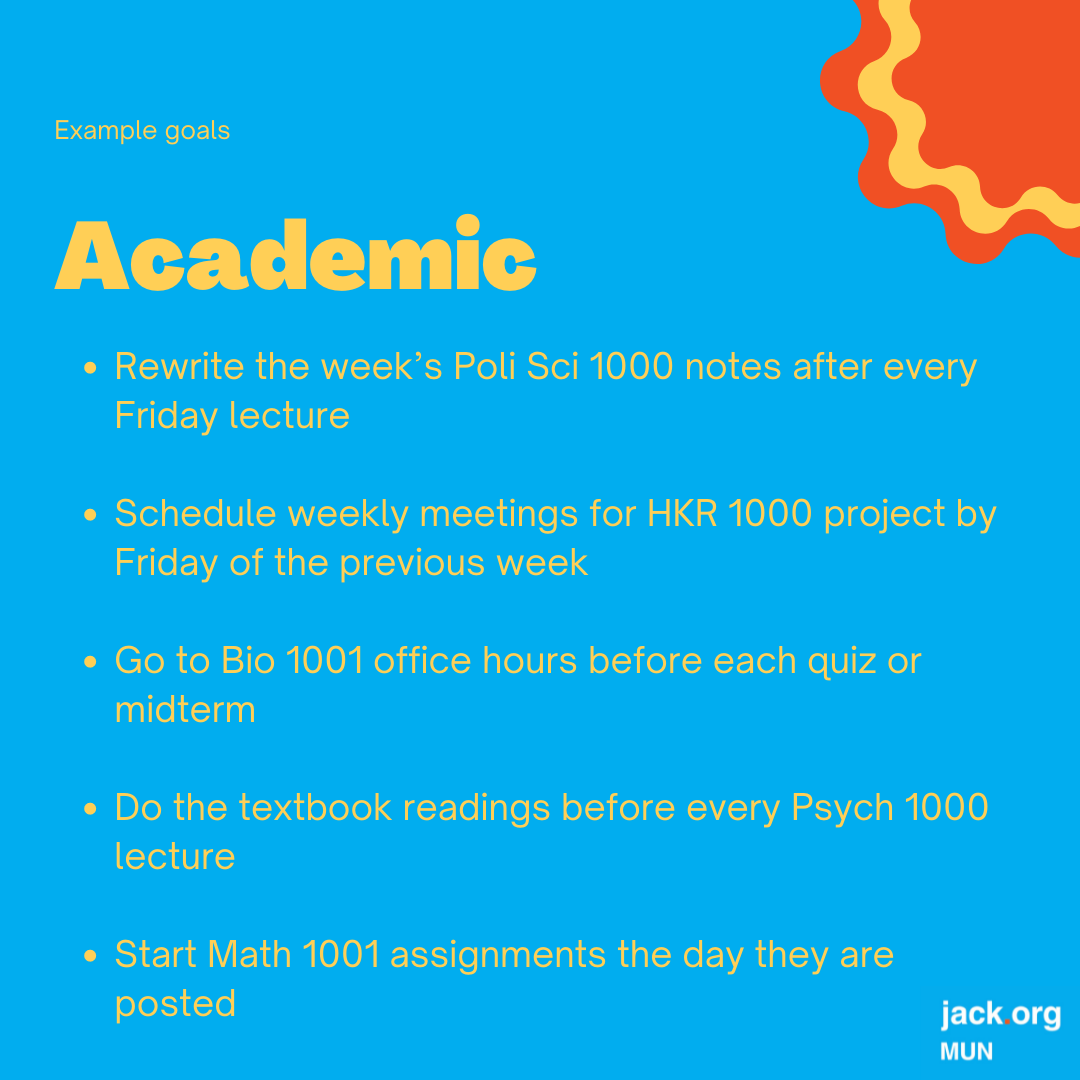 Example goals
Academic
• Rewrite the week’s Poli Sci 1000 notes after every
Friday lecture
• Schedule weekly meetings for HKR 1000 project by
Friday of the previous week
• Go to Bio 1001 office hours before each quiz or
midterm
• Do the textbook readings before every Psych 1000
lecture
• Start Math 1001 assignments the day they are
posted
jack.org
MUN